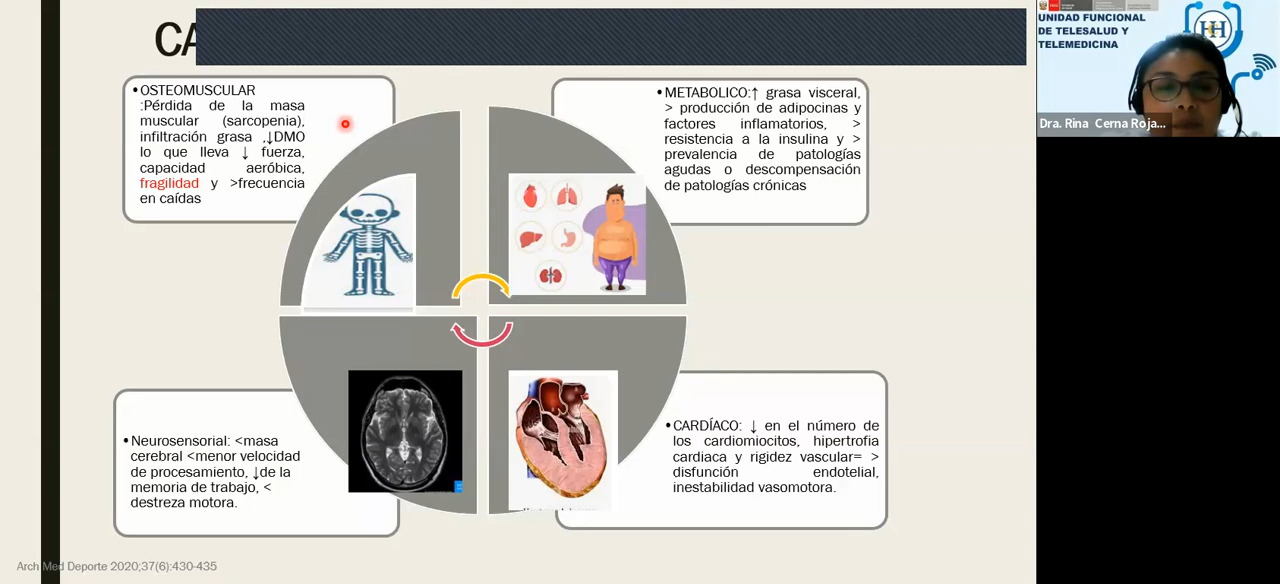 CA
• OSTEOMUSCULAR
:Pérdida de la masa
muscular (sarcopenia),
infiltración grasa ,↓DMO
lo que lleva ↓ fuerza,
capacidad aeróbica,
fragilidad y >frecuencia
en caídas
• METABOLICO:↑ grasa visceral,
> producción de adipocinas y
factores inflamatorios, >
resistencia a la insulina y >
prevalencia de patologías
agudas o descompensación
de patologías crónicas
• Neurosensorial: <masa
cerebral <menor velocidad
de procesamiento, ↓de la
memoria de trabajo, <
destreza motora.
• CARDÍACO: ↓ en el número de
los cardiomiocitos, hipertrofia
cardiaca y rigidez vascular= >
disfunción endotelial,
inestabilidad vasomotora.
Arch Med Deporte 2020;37(6):430-435
UNIDAD FUNCIONAL
DE TELESALUD Y
TELEMEDICINA
Dra. Rina Cerna Roja...